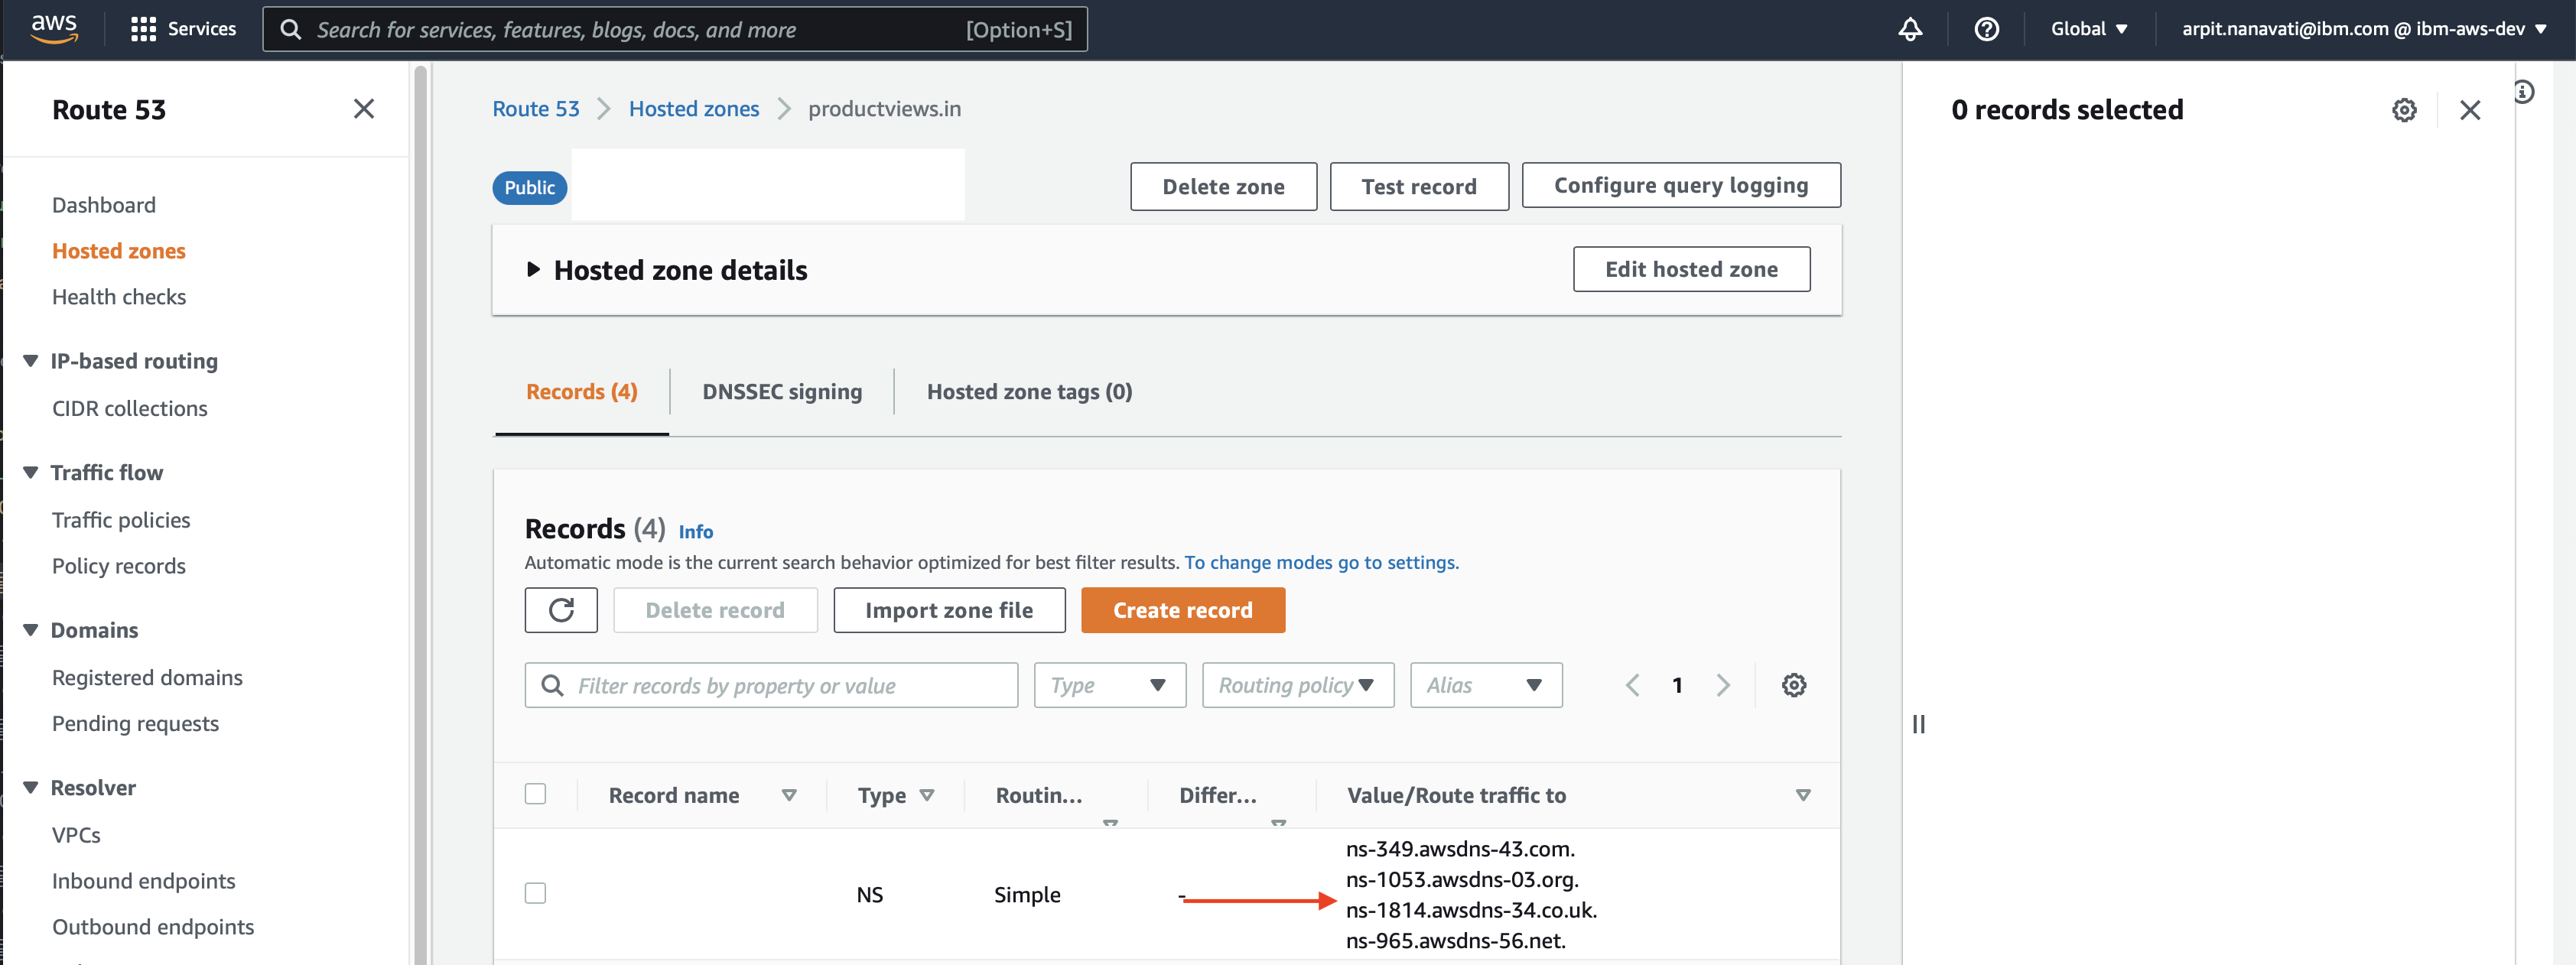 aws
Services
Search for services, features, blogs, docs, and more
[Option+S]
Global
arpit.nanavati@ibm.com @ ibm-aws-dev
Route 53
Dashboard
Hosted zones
Health checks
IP-based routing
CIDR collections
Traffic flow
Traffic policies
Policy records
Domains
Registered domains
Pending requests
Resolver
VPCs
Inbound endpoints
Outbound endpoints
Route 53
Hosted zones
productviews.in
Public
Delete zone
Test record
Configure query logging
Hosted zone details
Edit hosted zone
Records (4)
DNSSEC signing
Hosted zone tags (0)
Records (4) Info
Automatic mode is the current search behavior optimized for best filter results. To change modes go to settings.
Delete record
Import zone file
Create record
Filter records by property or value
Type
Routing policy
Alias
1
Record name
Type
Routin...
Differ...
Value/Route traffic to
NS
Simple
-
ns-349.awsdns-43.com.
ns-1053.awsdns-03.org.
ns-1814.awsdns-34.co.uk.
ns-965.awsdns-56.net.
0 records selected